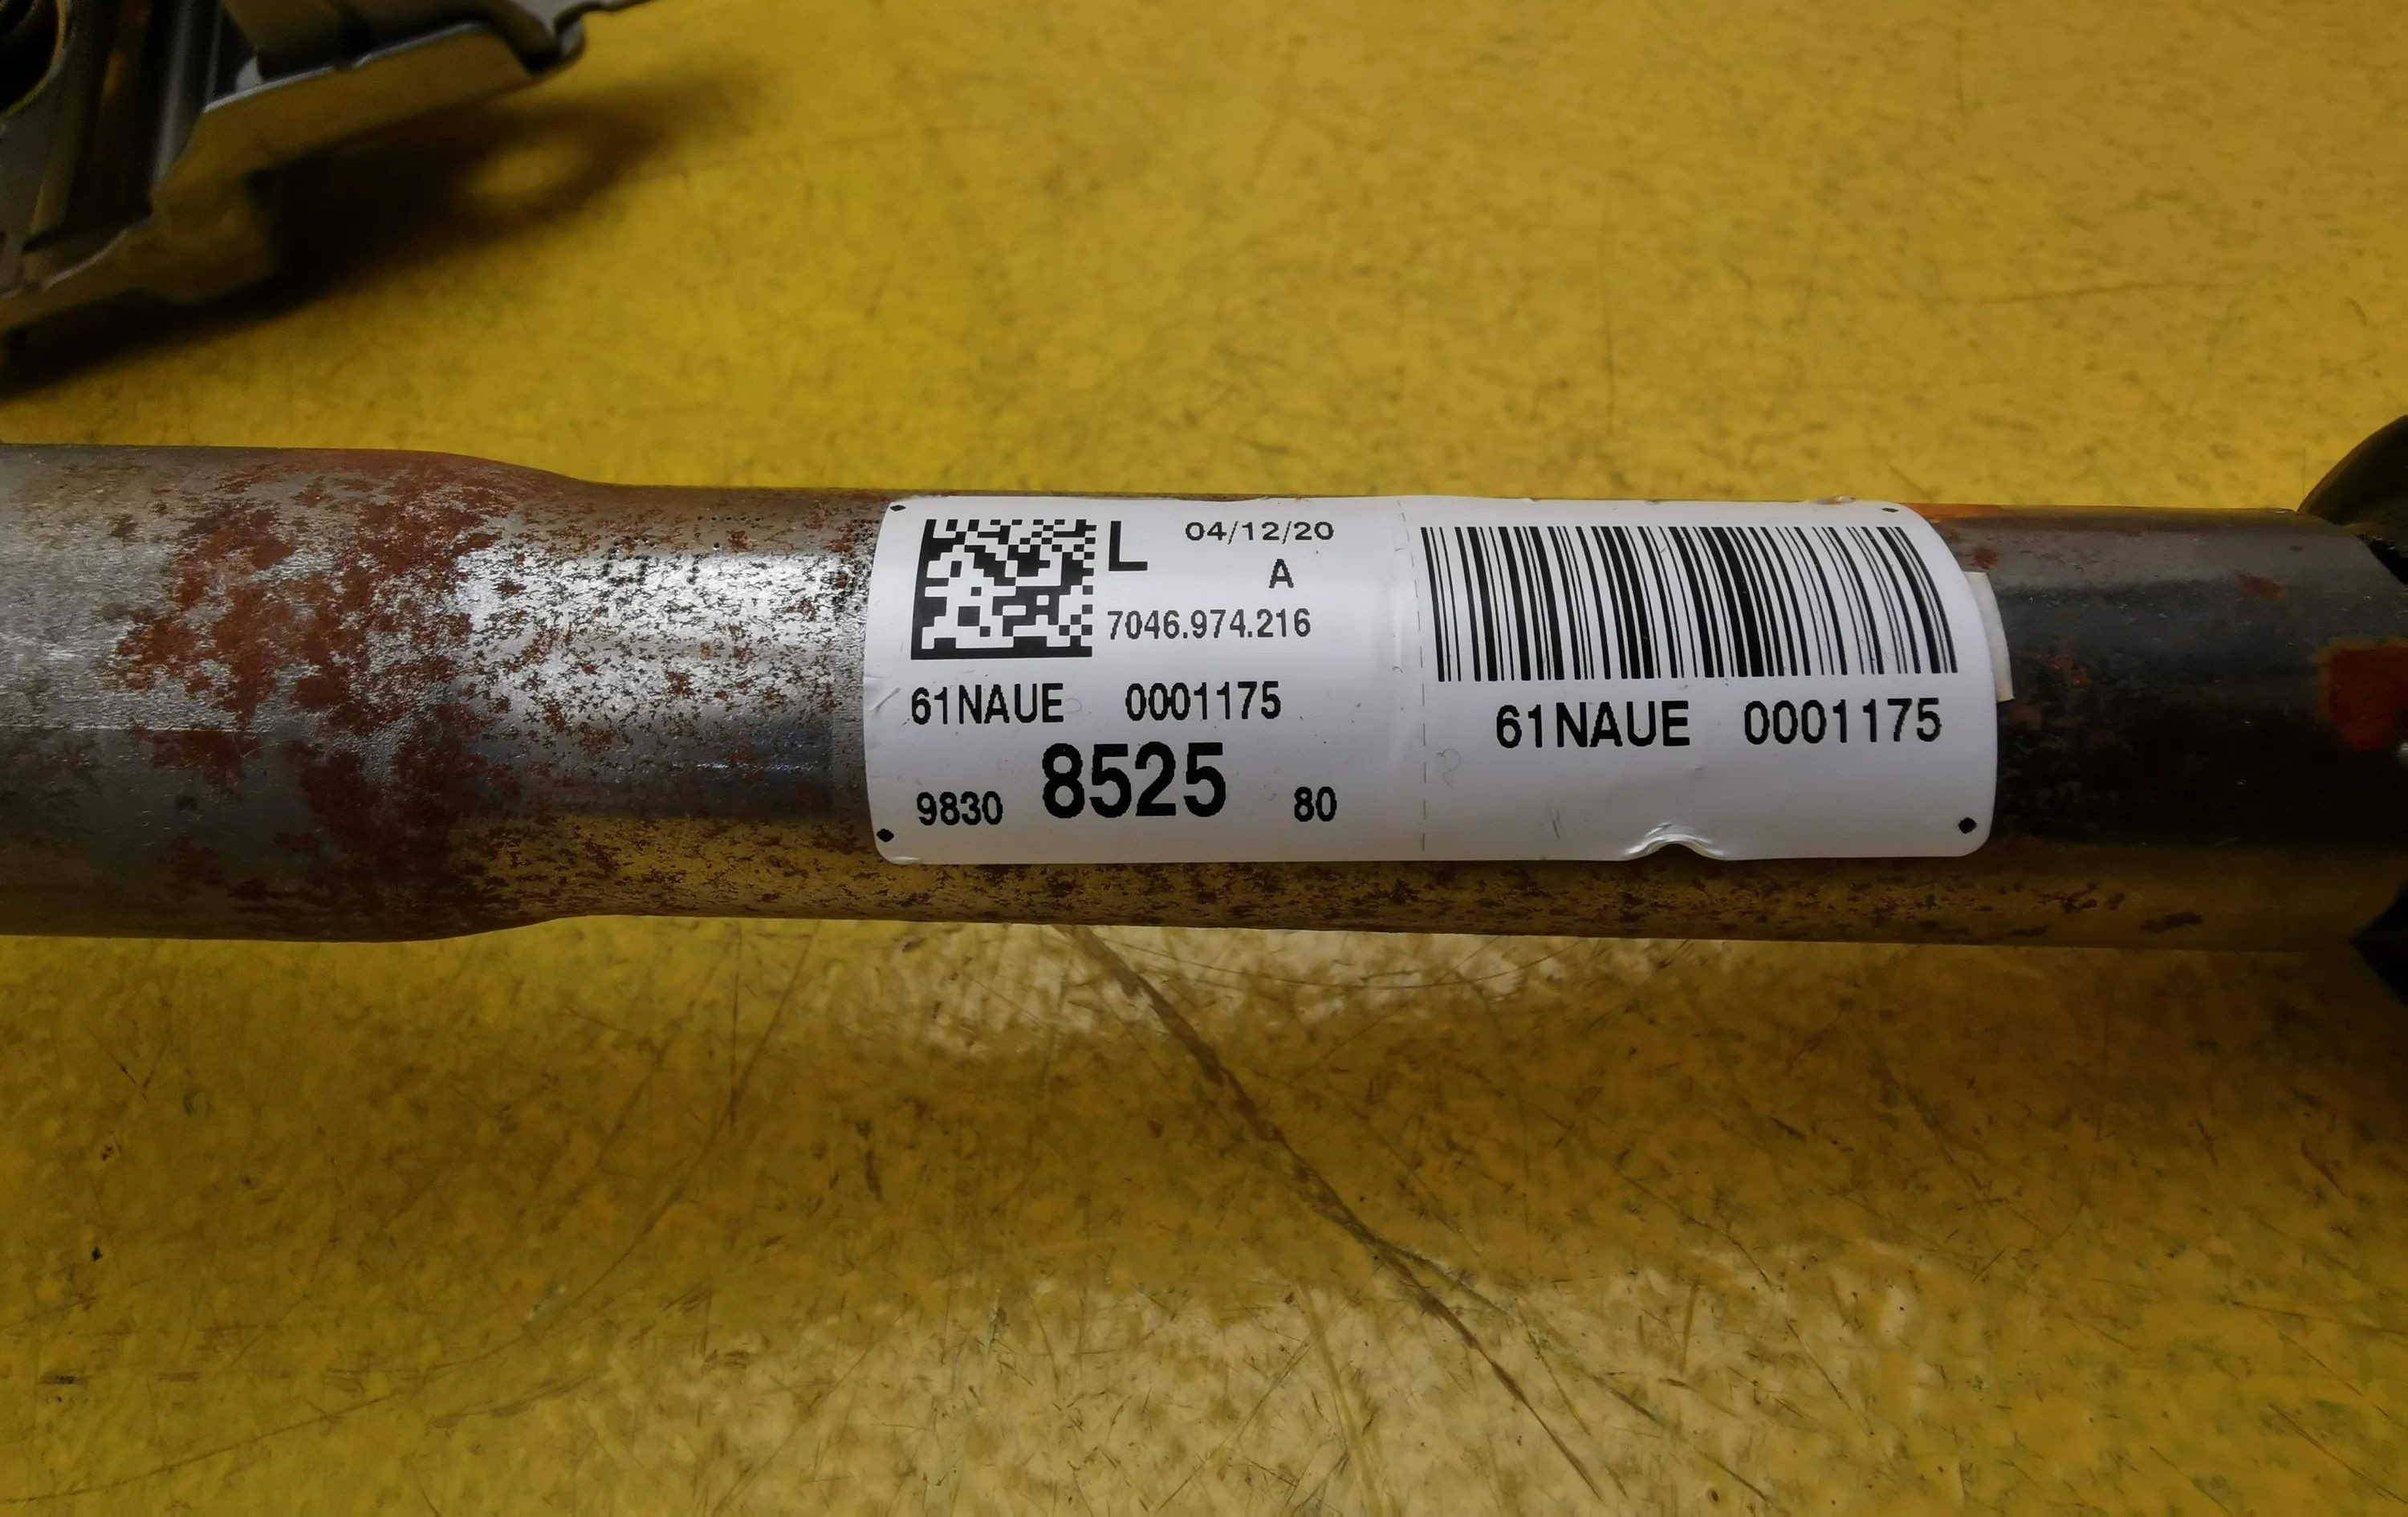 L 04/12/20
A
7046.974.216
61NAUE 0001175
9830 8525 80
61NAUE 0001175